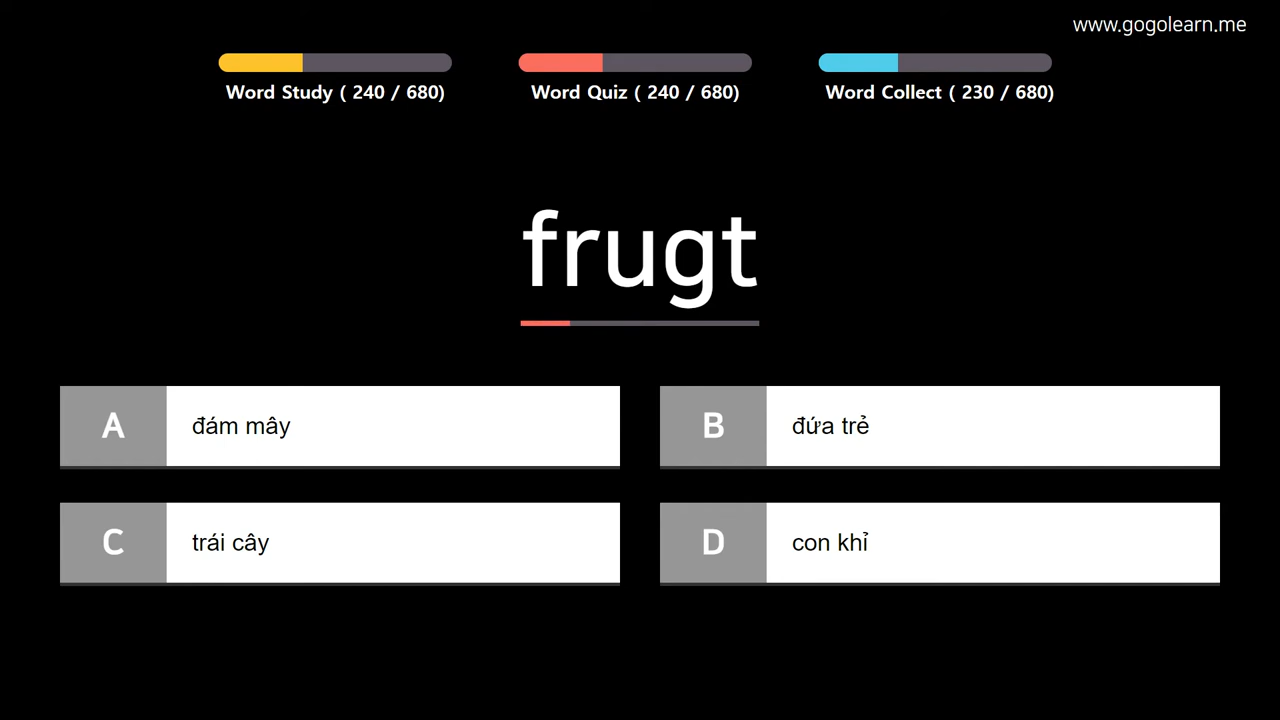 www.gogolearn.me
Word Study ( 240 / 680)
Word Quiz ( 240 / 680)
Word Collect ( 230 / 680)
frugt
A
đám mây
B
đứa trẻ
C
trái cây
D
con khỉ